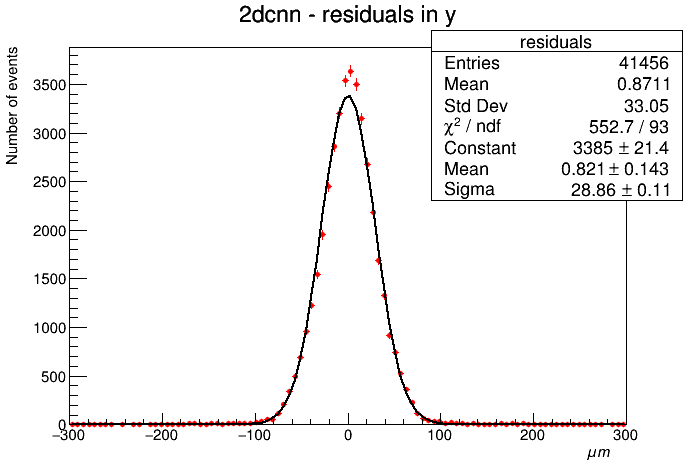 2dcnn - residuals in y
residuals
Entries 41456
Mean 0.8711
Std Dev 33.05
χ² / ndf 552.7 / 93
Constant 3385 ± 21.4
Mean 0.821 ± 0.143
Sigma 28.86 ± 0.11
Number of events
3500
3000
2500
2000
1500
1000
500
0
−300 −200 −100 0 100 200 300
μm